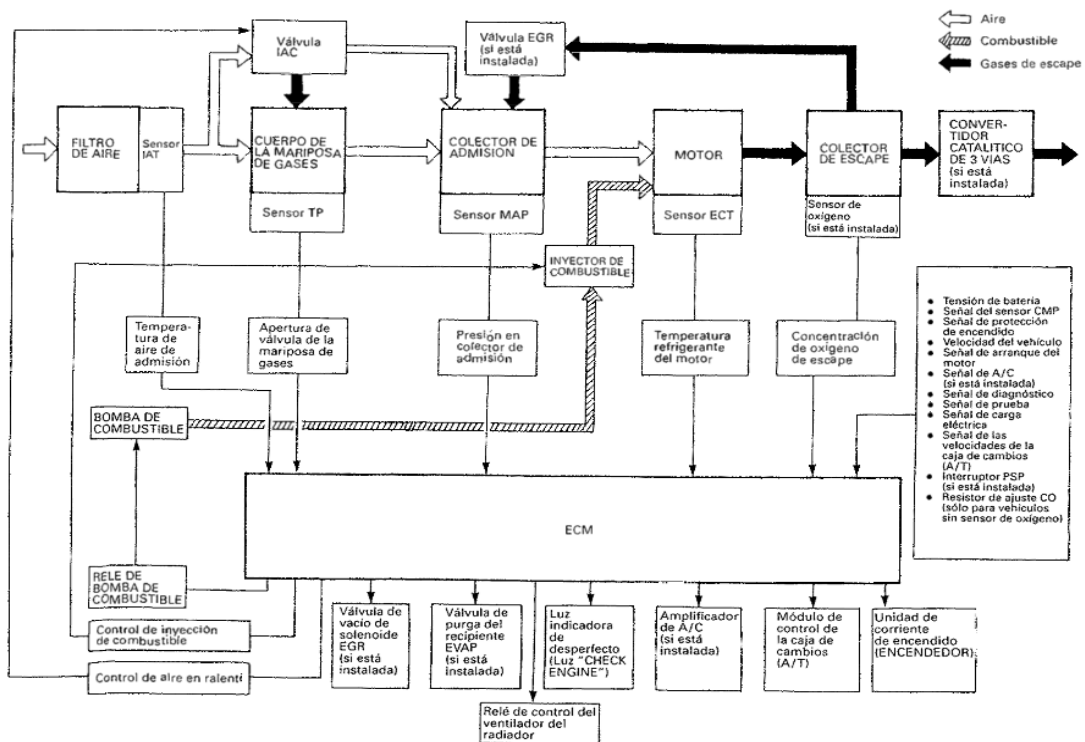 Aire
Combustible
Gases de escape
Válvula
IAC
Válvula EGR
(si está
instalada)
FILTRO
DE AIRE
Sensor
IAT
CUERPO DE
LA MARIPOSA
DE GASES
Sensor TP
COLECTOR
DE
ADMISION
Sensor MAP
MOTOR
Sensor ECT
COLECTOR
DE ESCAPE
Sensor de
oxígeno
(si está instalada)
CONVER-
TIDOR
CATALITICO
DE 3 VIAS
(si está
instalada)
INYECTOR DE
COMBUSTIBLE
Tempera-
tura de
aire de
admisión
Apertura de
válvula de la
mariposa de
gases
Presión en
colector de
admisión
Temperatura
refrigerante
del motor
Concentración
de oxígeno
de escape
● Tensión de batería
● Señal del sensor CMP
● Señal de protección
de encendido
● Velocidad del vehículo
● Señal de arranque del
motor
● Señal de A/C
(si está instalada)
● Señal de diagnóstico
● Señal de prueba
● Señal de carga
eléctrica
● Señal de las
velocidades de la
caja de cambios
(A/T)
● Interruptor PSP
(si está instalada)
● Resistor de ajuste CO
(sólo para vehículos
sin sensor de oxígeno)
BOMBA DE
COMBUSTIBLE
ECM
RELE DE
BOMBA DE
COMBUSTIBLE
Control de inyección
de combustible
Control de aire en ralenti
Válvula de
vacío de
solenoide
EGR
(si está
instalada)
Válvula de
purga del
recipiente
EVAP
(si está
instalada)
Luz
indicadora
de
desperfecto
(Luz "CHECK
ENGINE")
Amplificador
de A/C
(si está
instalada)
Módulo de
control de
la caja de
cambios
(A/T)
Unidad de
corriente
de encendido
(ENCENDEDOR)
Relé de control del
ventilador del
radiador